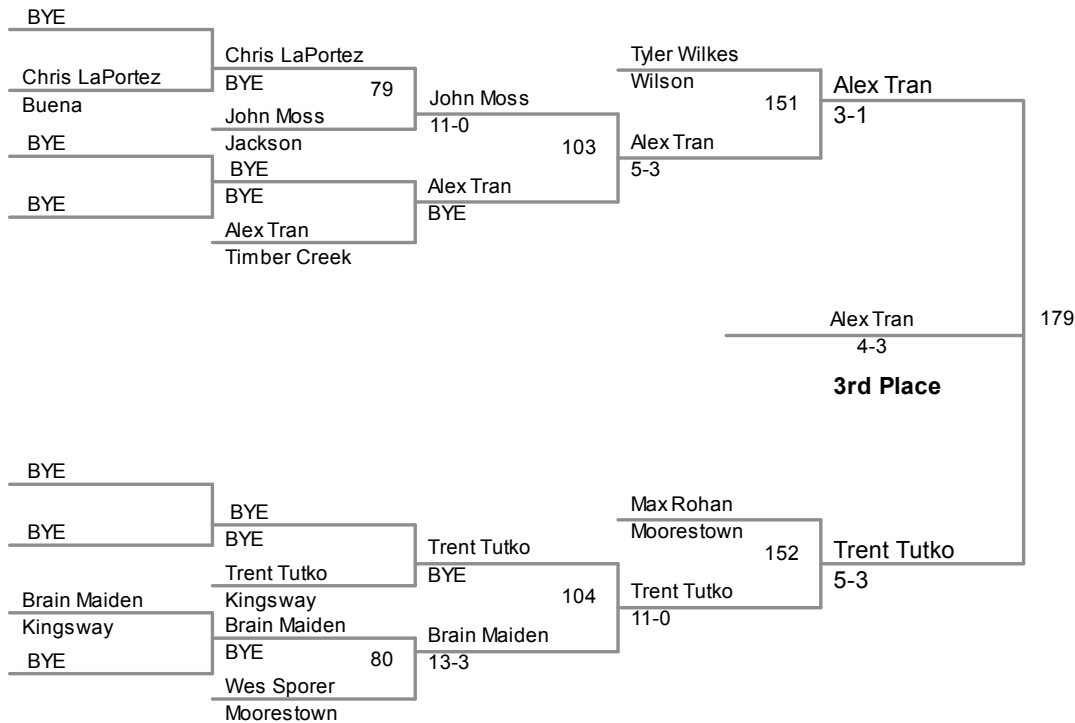 BYE
Chris LaPortez
Buena
BYE
BYE
Chris LaPortez
BYE
79
John Moss
Jackson
BYE
BYE
Alex Tran
Timber Creek
John Moss
11-0
103
Alex Tran
BYE
Tyler Wilkes
Wilson
151
Alex Tran
5-3
Alex Tran
3-1
Alex Tran
4-3
179
3rd Place
BYE
BYE
Brain Maiden
Kingsway
BYE
BYE
BYE
Trent Tutko
Kingsway
Brain Maiden
BYE
80
Wes Sporer
Moorestown
Trent Tutko
BYE
104
Brain Maiden
13-3
Max Rohan
Moorestown
152
Trent Tutko
11-0
Trent Tutko
5-3